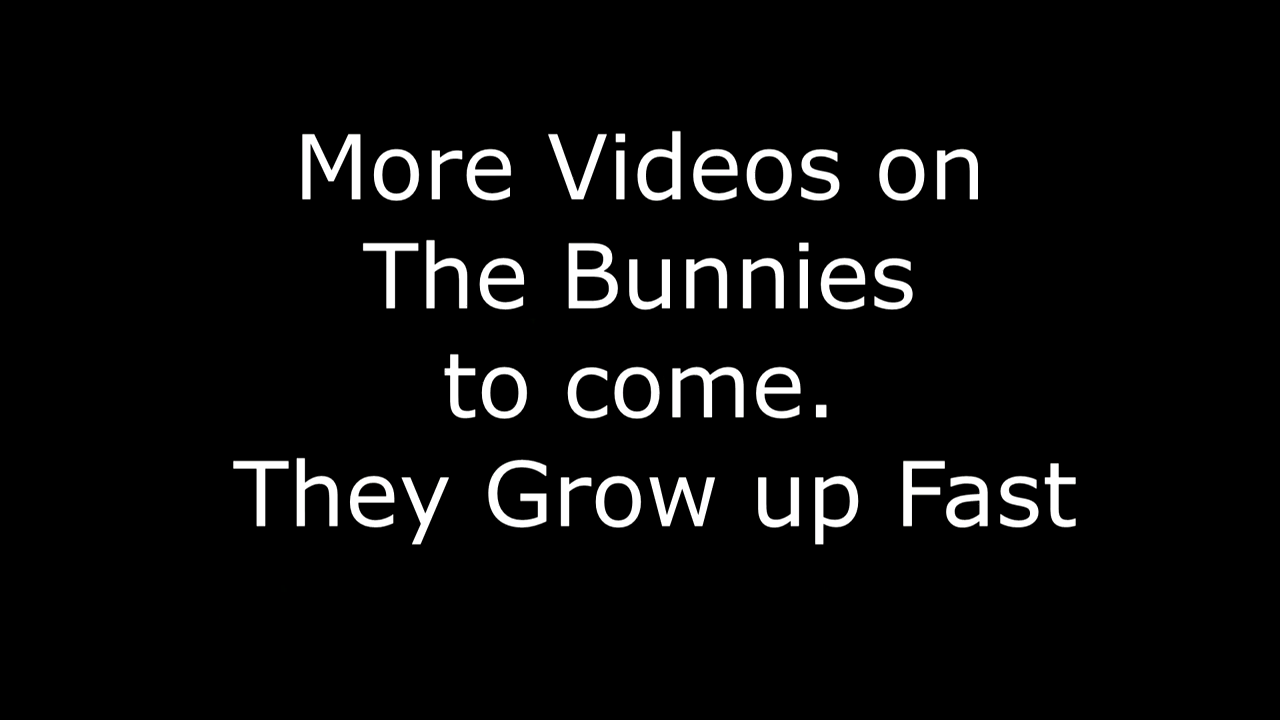 More Videos on
The Bunnies
to come.
They Grow up Fast